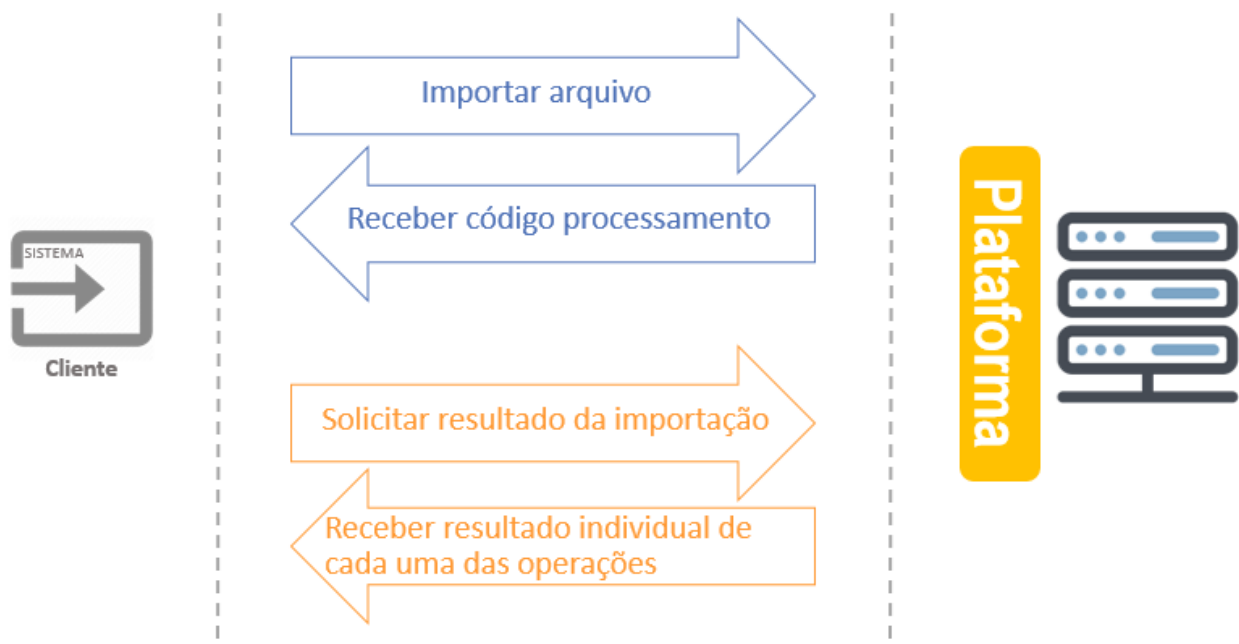 Importar arquivo
Receber código processamento
SISTEMA
Cliente
Solicitar resultado da importação
Receber resultado individual de
cada uma das operações
Plataforma